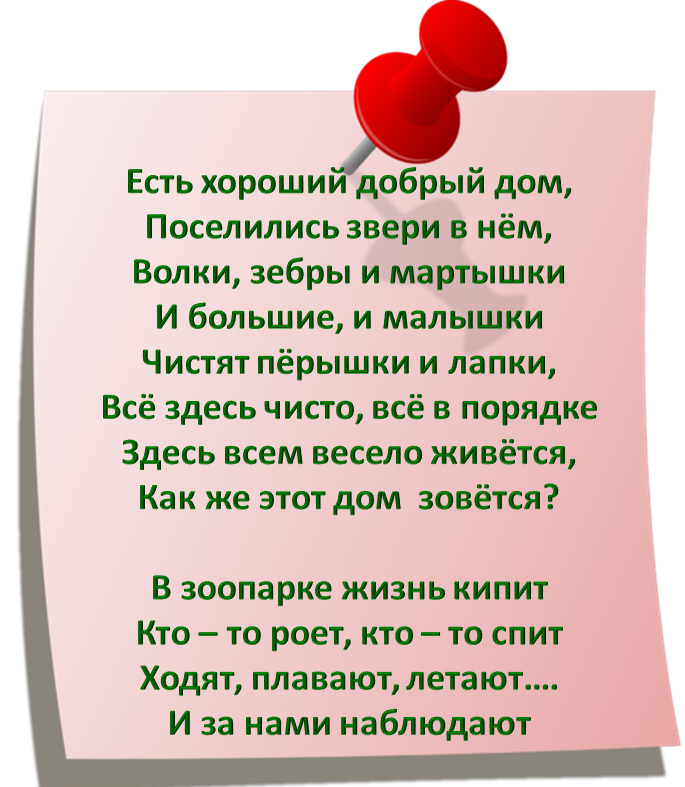 Есть хороший добрый дом,
Поселились звери в нём,
Волки, зебры и мартышки
И большие, и малышки
Чистят пёрышки и лапки,
Всё здесь чисто, всё в порядке
Здесь всем весело живётся,
Как же этот дом  зовётся?

В зоопарке жизнь кипит
Кто – то роет, кто – то спит
Ходят, плавают, летают….
И за нами наблюдают